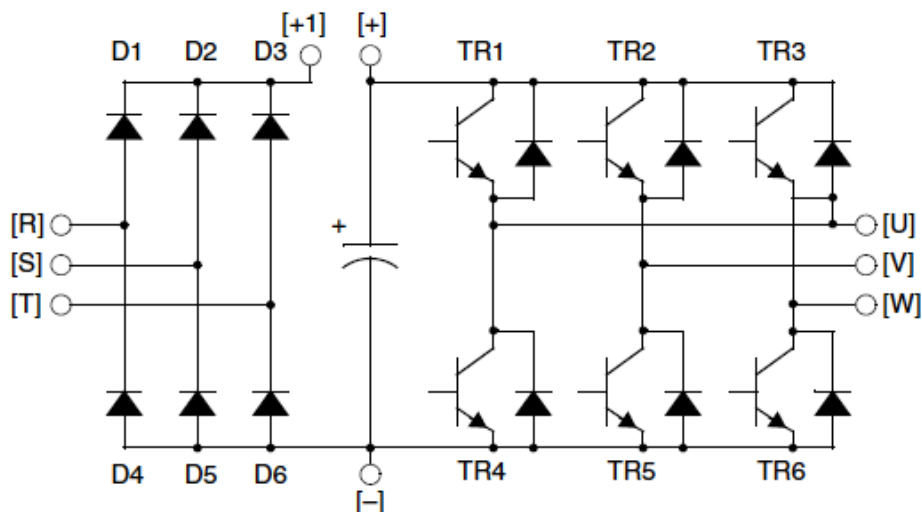 [+1] [+]
D1 D2 D3 TR1 TR2 TR3
[R] + [U]
[S] [V]
[T] [W]
D4 D5 D6 TR4 TR5 TR6
[–]